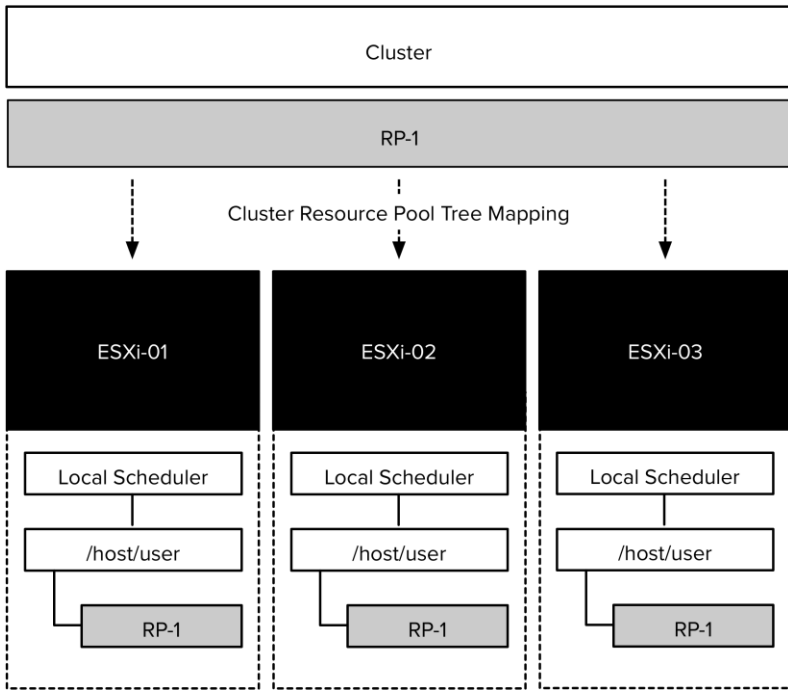 Cluster
RP-1
Cluster Resource Pool Tree Mapping
ESXi-01
ESXi-02
ESXi-03
Local Scheduler
Local Scheduler
Local Scheduler
/host/user
/host/user
/host/user
RP-1
RP-1
RP-1